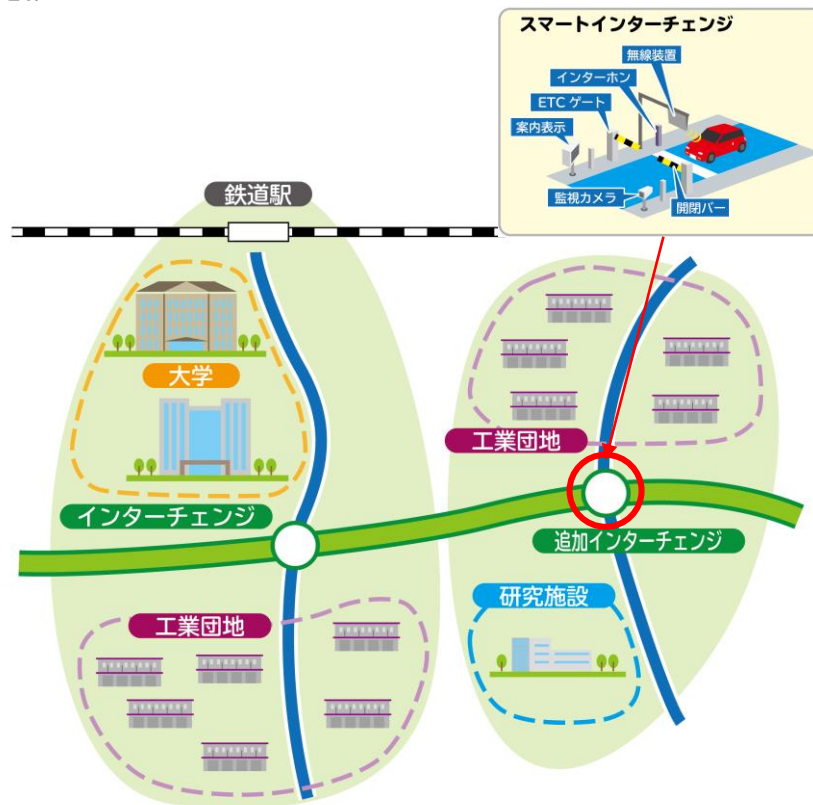 スマートインターチェンジ
無線装置
インターホン
ETCゲート
案内表示
監視カメラ
開閉バー
鉄道駅
大学
工業団地
インターチェンジ
追加インターチェンジ
工業団地
研究施設